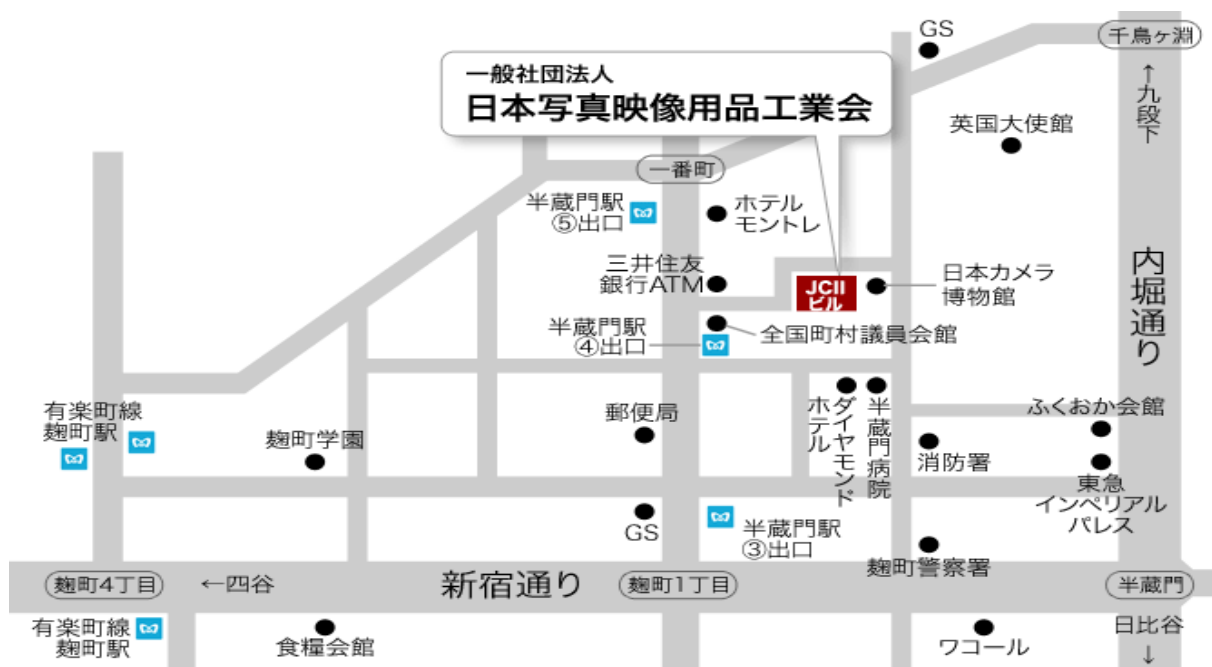 GS
千鳥ヶ淵
一般社団法人
日本写真映像用品工業会
↑九段下
英国大使館
一番町
半蔵門駅
⑤出口
ホテル
モントレ
内堀通り
三井住友
銀行ATM
JCII
ビル
日本カメラ
博物館
半蔵門駅
④出口
全国町村議員会館
有楽町線
麹町駅
麹町学園
郵便局
ダイヤモンド
ホテル
半蔵門病院
ふくおか会館
消防署
東急
インペリアル
パレス
GS
半蔵門駅
③出口
麹町警察署
麹町4丁目
←四谷
新宿通り
麹町1丁目
半蔵門
有楽町線
麹町駅
食糧会館
ワコール
日比谷
↓